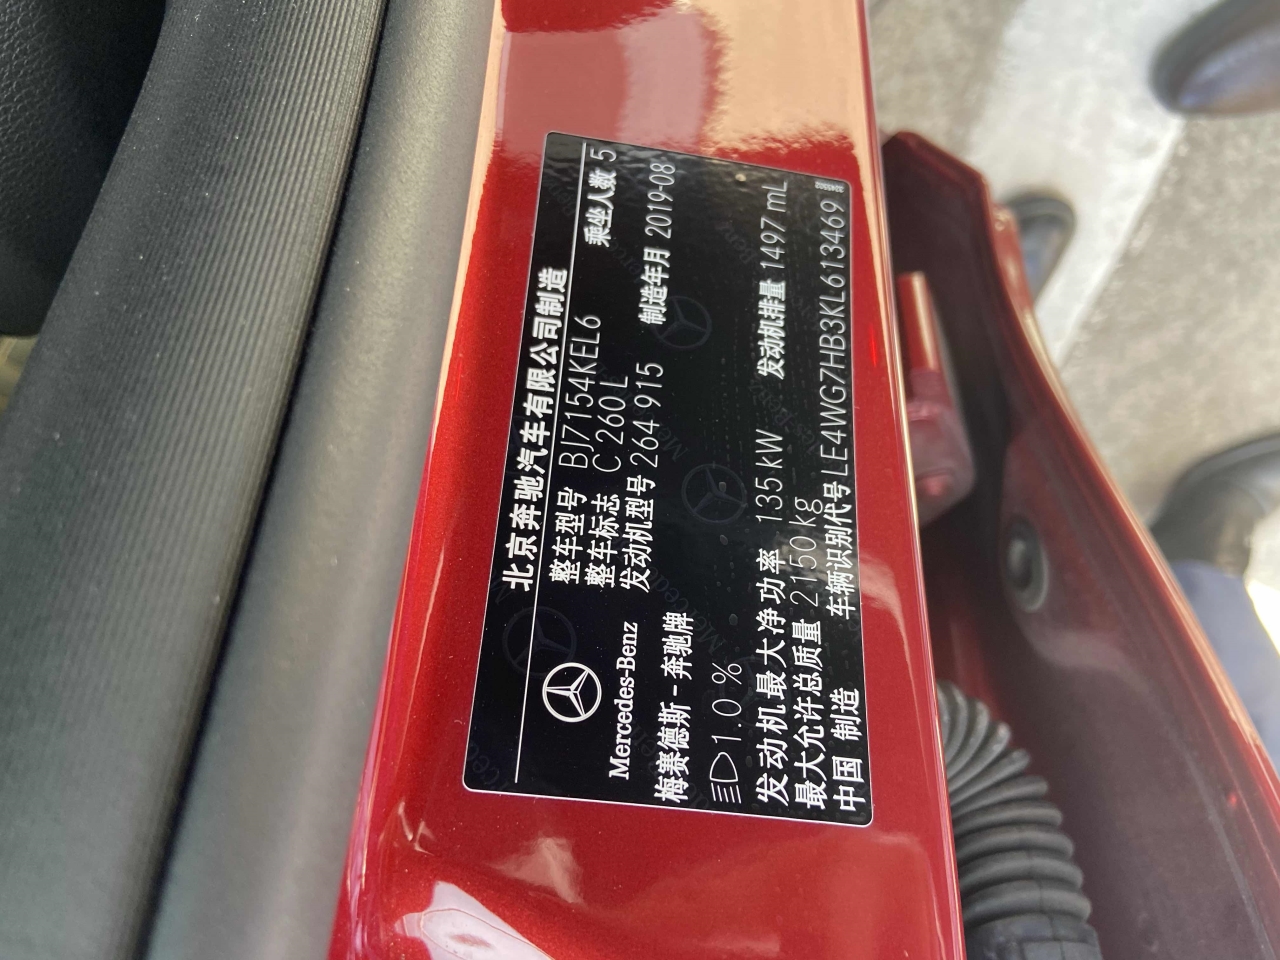 北京奔驰汽车有限公司制造
整车型号 BJ7154KEL6 乘坐人数 5
整车标志 C 260 L
发动机型号 264 915 制造年月 2019-08
Mercedes-Benz
梅赛德斯-奔驰牌
1.0 %
发动机最大净功率 135 kW 发动机排量 1497 mL
最大允许总质量 2150 kg
中国 制造 车辆识别代号 LE4WG7HB3KL613469